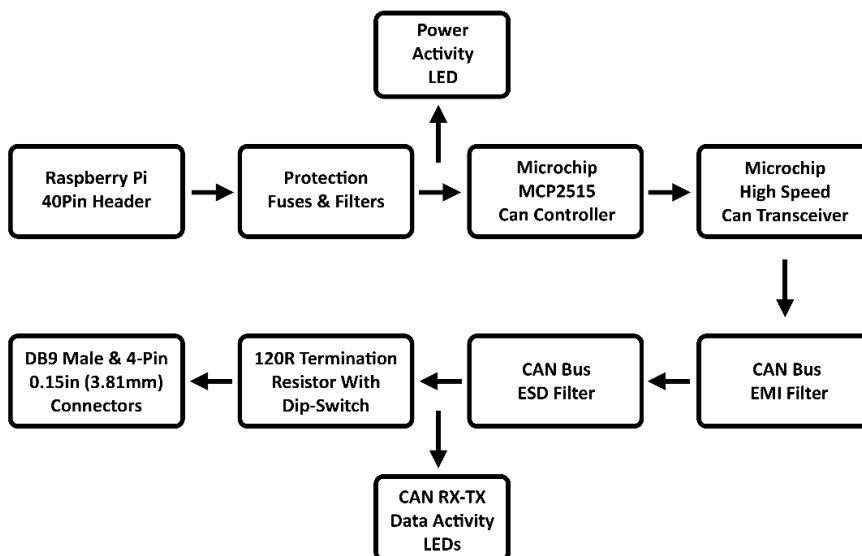 Power
Activity
LED
Raspberry Pi
40Pin Header
Protection
Fuses & Filters
Microchip
MCP2515
Can Controller
Microchip
High Speed
Can Transceiver
DB9 Male & 4-Pin
0.15in (3.81mm)
Connectors
120R Termination
Resistor With
Dip-Switch
CAN Bus
ESD Filter
CAN Bus
EMI Filter
CAN RX-TX
Data Activity
LEDs